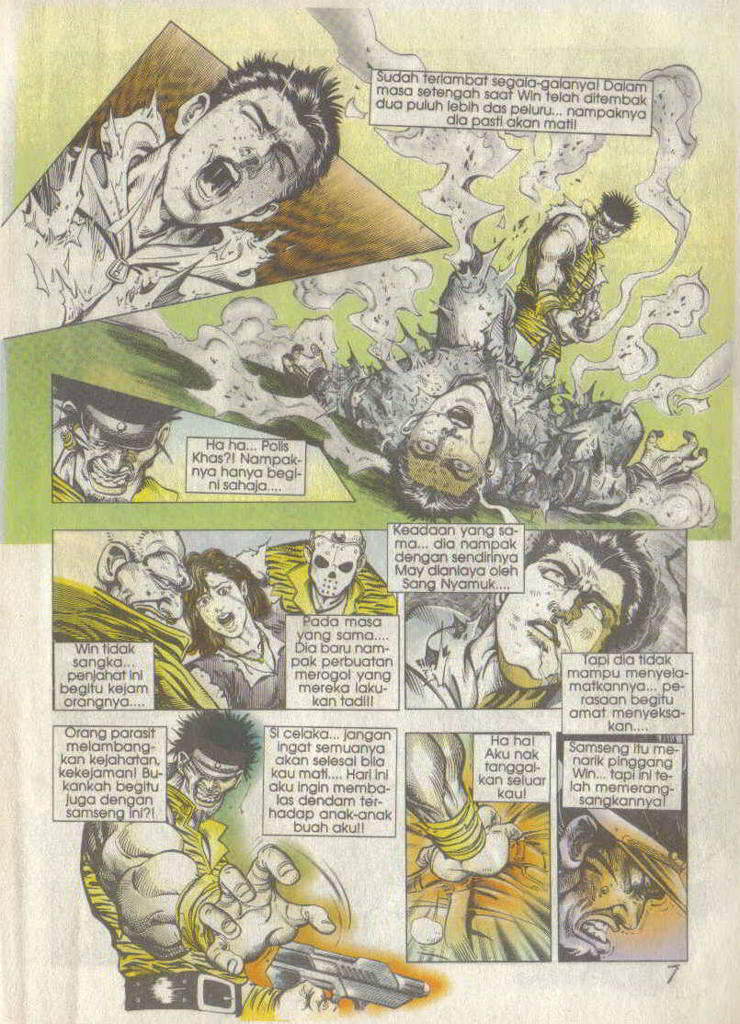 Sudah terlambat segala-galanya! Dalam
masa setengah saat Win telah ditembak
dua puluh lebih das peluru... nampaknya
dia pasti akan mati!
Ha ha... Polis
Khas?! Nampak-
nya hanya begi-
ni sahaja....
Win tidak
sangka...
penjahat ini
begitu kejam
orangnya....
Pada masa
yang sama....
Dia baru nam-
pak perbuatan
merogol yang
mereka laku-
kan tadi!!
Keadaan yang sa-
ma... dia nampak
dengan sendirinya
May dianiaya oleh
Sang Nyamuk....
Tapi dia tidak
mampu menyela-
matkannya... pe-
rasaan begitu
amat menyeksa-
kan....
Orang parasit
melambang-
kan kejahatan,
kekejaman! Bu-
kankah begitu
juga dengan
samseng ini?!
Si celaka... jangan
ingat semuanya
akan selesai bila
kau mati.... Hari ini
aku ingin memba-
las dendam ter-
hadap anak-anak
buah aku!!
Ha ha!
Aku nak
tanggal-
kan seluar
kau!
Samseng itu me-
narik pinggang
Win... tapi ini te-
lah memerang-
sangkannya!
7